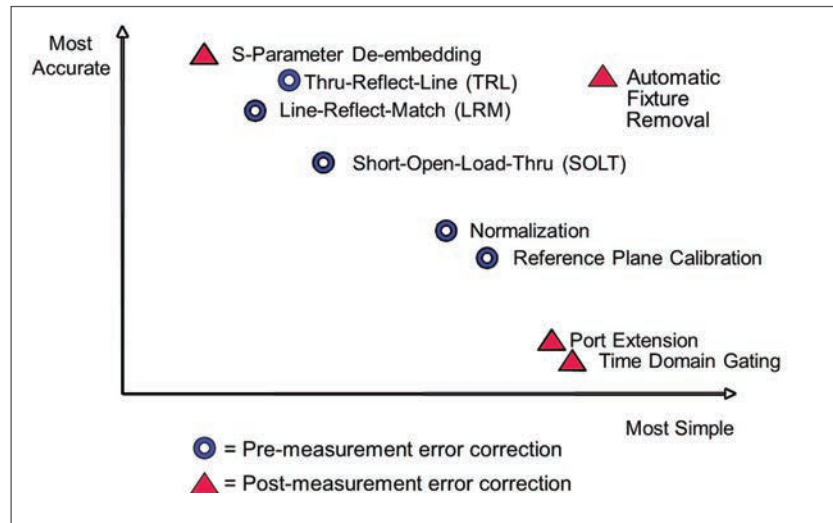 Most
Accurate
S-Parameter De-embedding
Thru-Reflect-Line (TRL)
Line-Reflect-Match (LRM)
Automatic
Fixture
Removal
Short-Open-Load-Thru (SOLT)
Normalization
Reference Plane Calibration
Port Extension
Time Domain Gating
Most Simple
= Pre-measurement error correction
= Post-measurement error correction